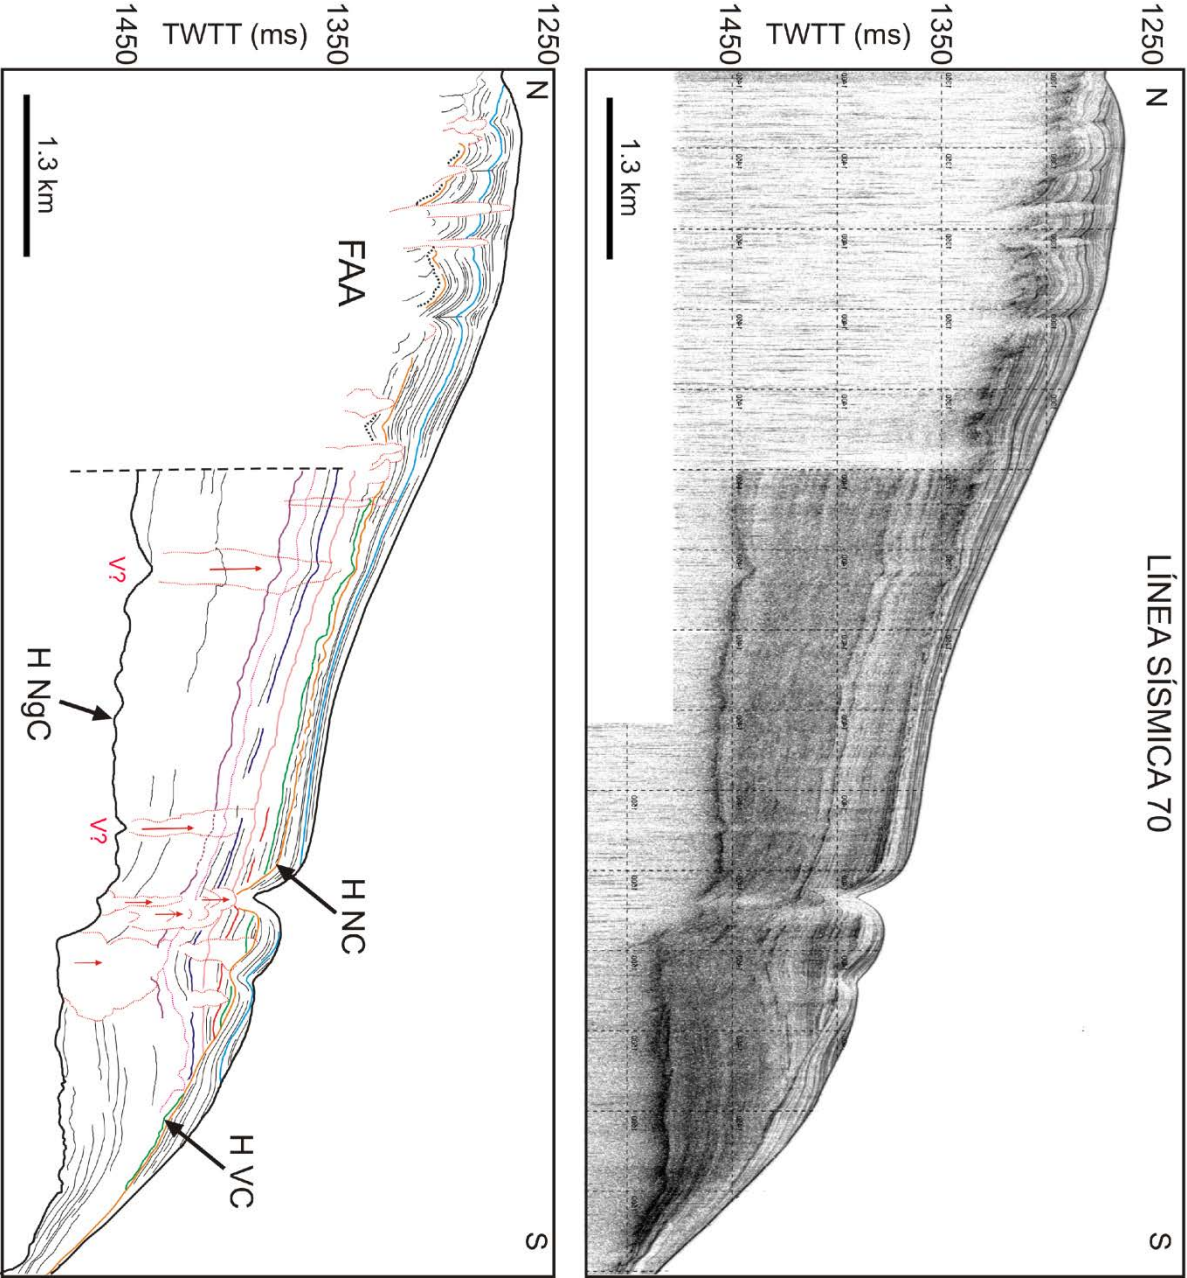 LÍNEA SÍSMICA 70
N
S
1250
1350
1450
TWTT (ms)
1.3 km
N
S
1250
1350
1450
TWTT (ms)
FAA
1.3 km
V?
V?
H NgC
H NC
H VC